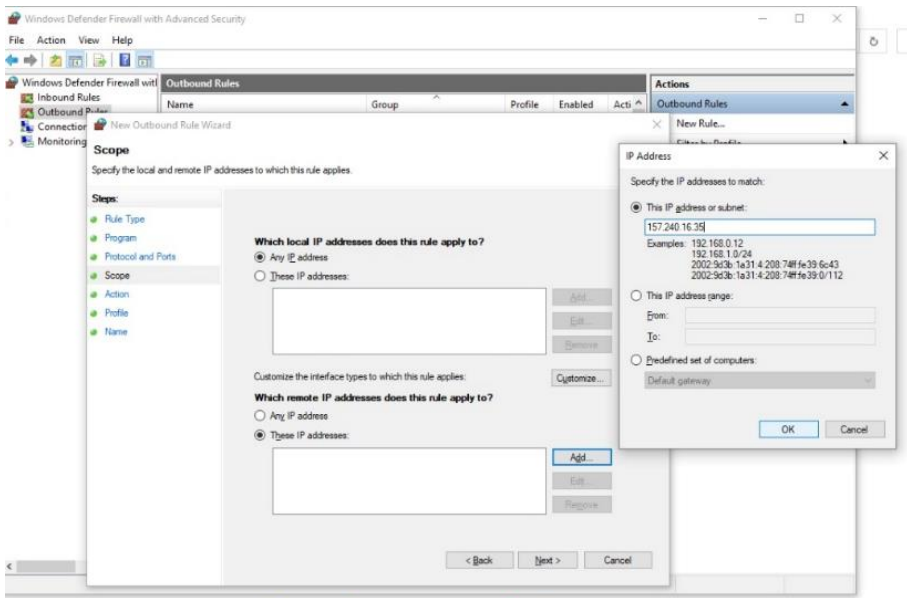 Windows Defender Firewall with Advanced Security
File Action View Help
Windows Defender Firewall witl
Inbound Rules
Outbound Rules
Connection
Monitoring
Outbound Rules
Name Group Profile Enabled Acti
Actions
Outbound Rules
New Rule...
Filter by Profile
New Outbound Rule Wizard
Scope
Specify the local and remote IP addresses to which this rule applies.
Steps:
Rule Type
Program
Protocol and Ports
Scope
Action
Profile
Name
Which local IP addresses does this rule apply to?
Any IP address
These IP addresses:
Add...
Edit...
Remove
Customize the interface types to which this rule applies:
Customize...
Which remote IP addresses does this rule apply to?
Any IP address
These IP addresses:
Add...
Edit...
Remove
< Back Next > Cancel
IP Address
Specify the IP addresses to match:
This IP address or subnet:
157.240.16.35
Examples: 192.168.0.12
192.168.1.0/24
2002:9d3b:1a31:4:208:74ff:fe39:6c43
2002:9d3b:1a31:4:208:74ff:fe39:0/112
This IP address range:
From:
To:
Predefined set of computers:
Default gateway
OK Cancel